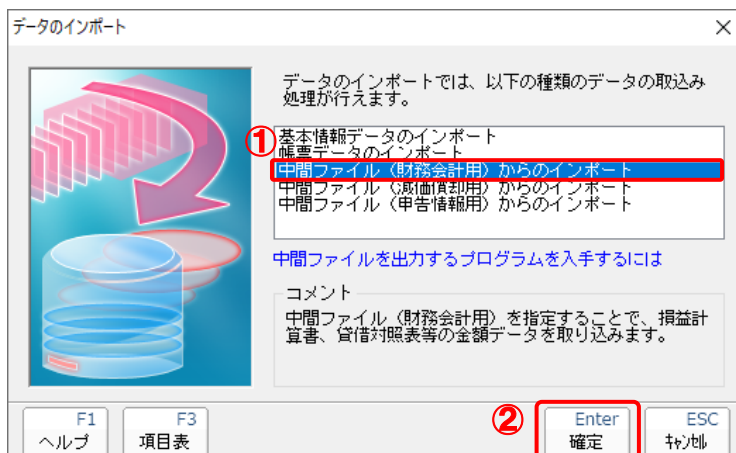 データのインポート
データのインポートでは、以下の種類のデータの取込み
処理が行えます。
①
基本情報データのインポート
帳票データのインポート
中間ファイル（財務会計用）からのインポート
中間ファイル（減価償却用）からのインポート
中間ファイル（申告情報用）からのインポート
中間ファイルを出力するプログラムを入手するには
コメント
中間ファイル（財務会計用）を指定することで、損益計
算書、貸借対照表等の金額データを取り込みます。
F1
ヘルプ
F3
項目表
②
Enter
確定
ESC
ｷｬﾝｾﾙ